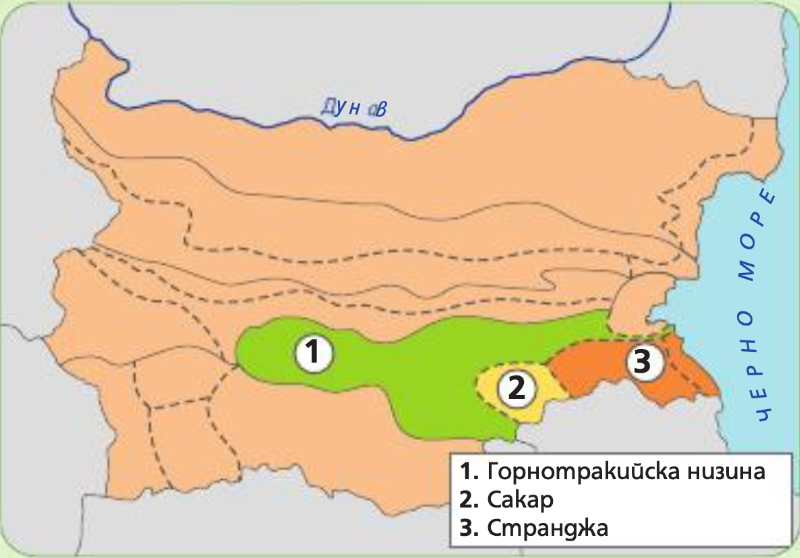 Дунав
ЧЕРНО МОРЕ
1
2
3
1. Горнотракийска низина
2. Сакар
3. Странджа